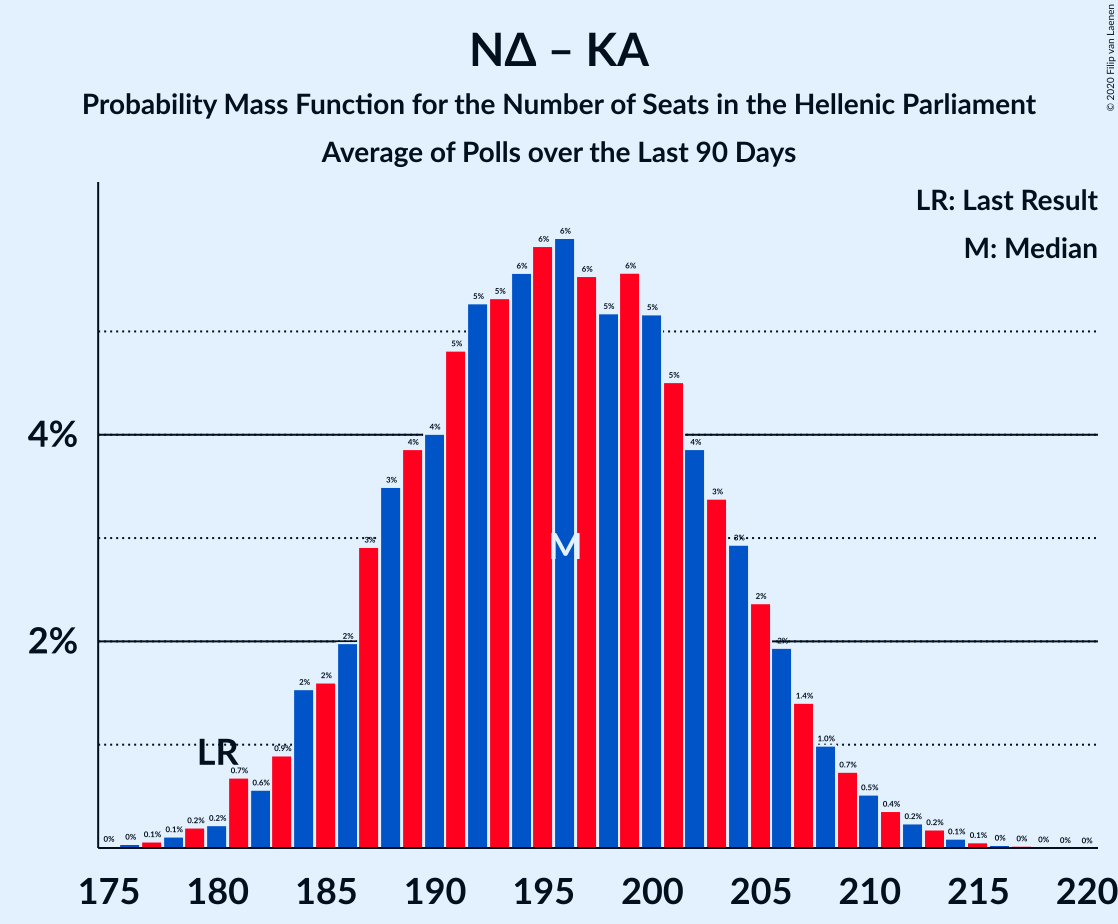 ΝΔ – ΚΑ
Probability Mass Function for the Number of Seats in the Hellenic Parliament
Average of Polls over the Last 90 Days
© 2020 Filip van Laenen
LR: Last Result
M: Median
4%
2%
0% 0% 0.1% 0.1% 0.2% 0.2% 0.7% 0.6% 0.9% 2% 2% 2% 3% 3% 4% 4% 5% 5% 5% 6% 6% 6% 6% 5% 6% 5% 5% 4% 3% 3% 2% 2% 1.4% 1.0% 0.7% 0.5% 0.4% 0.2% 0.2% 0.1% 0.1% 0% 0% 0% 0% 0%
LR
M
175 180 185 190 195 200 205 210 215 220